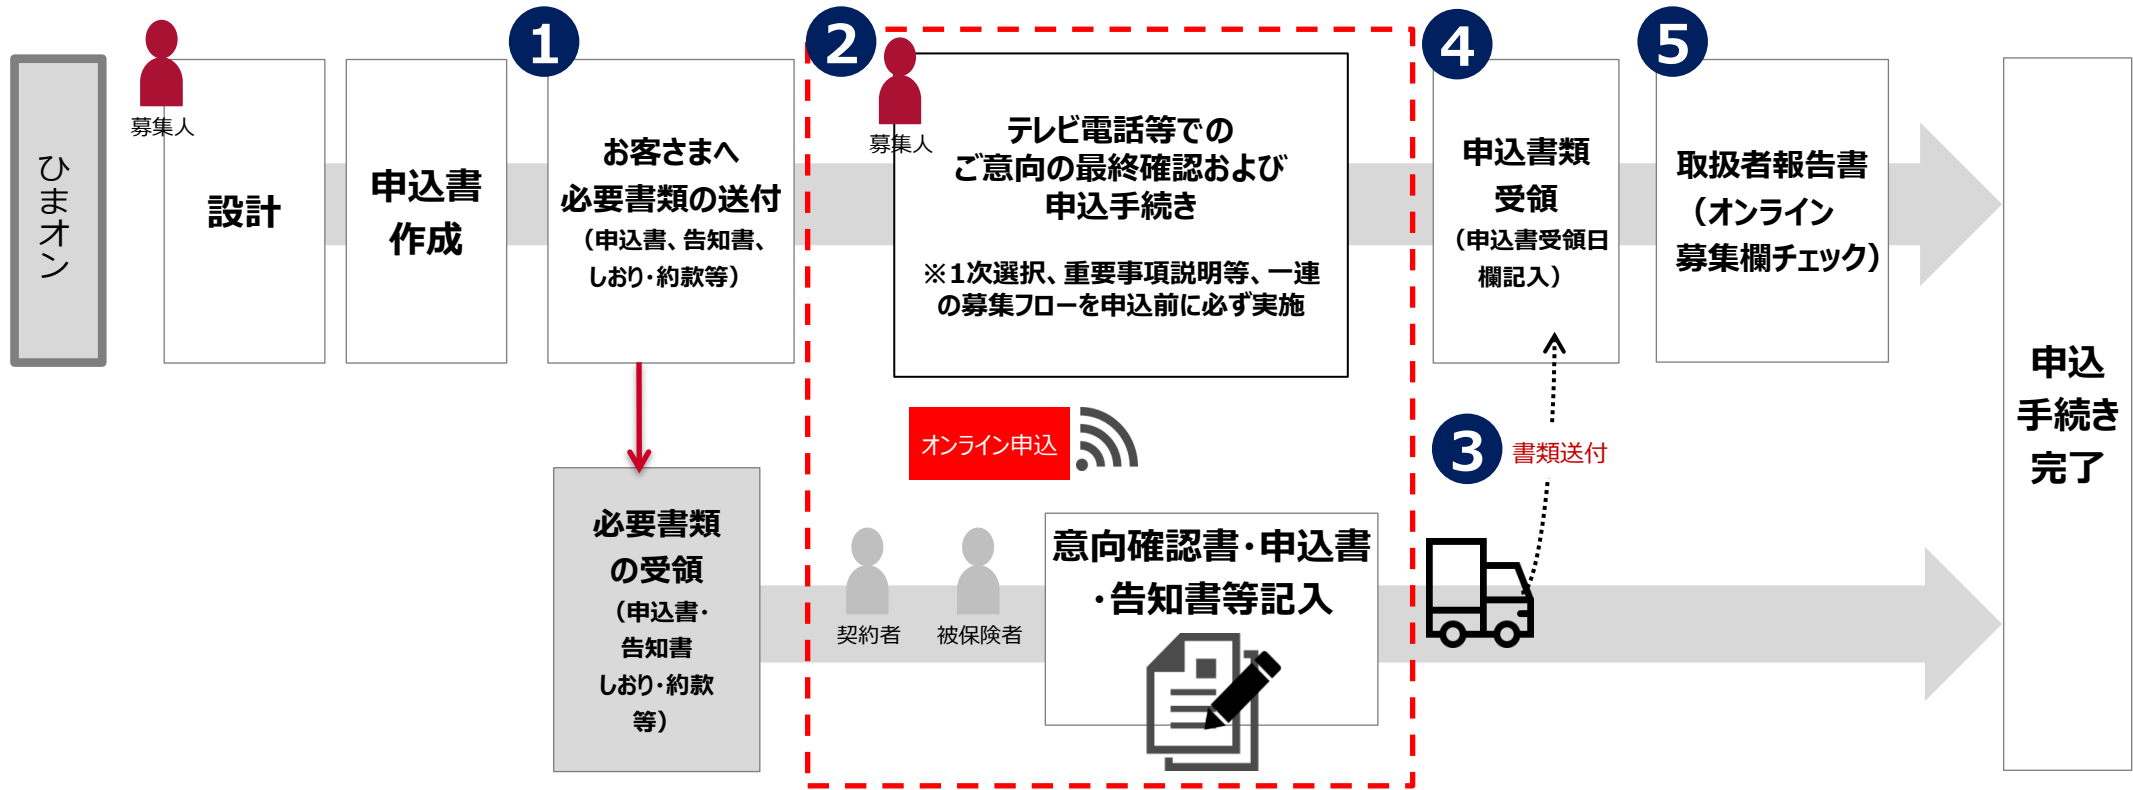 ひまオン
募集人
設計
申込書
作成
1
お客さまへ
必要書類の送付
（申込書、告知書、
しおり・約款等）
必要書類
の受領
（申込書・
告知書
しおり・約款
等）
2
募集人
テレビ電話等での
ご意向の最終確認および
申込手続き
※1次選択、重要事項説明等、一連
の募集フローを申込前に必ず実施
オンライン申込
契約者
被保険者
意向確認書・申込書
・告知書等記入
3
書類送付
4
申込書類
受領
（申込書受領日
欄記入）
5
取扱者報告書
（オンライン
募集欄チェック）
申込
手続き
完了